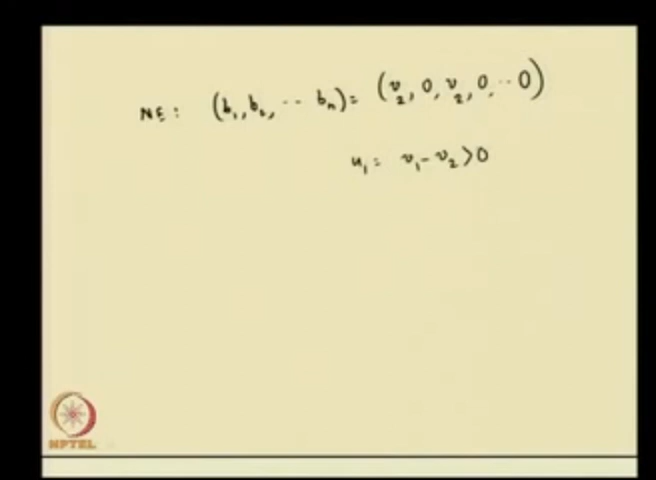 NE: (b₁, b₂, -- bₙ) = (v₂, 0, v₂, 0, -- 0)
u₁ = v₁ - v₂ > 0
NPTEL